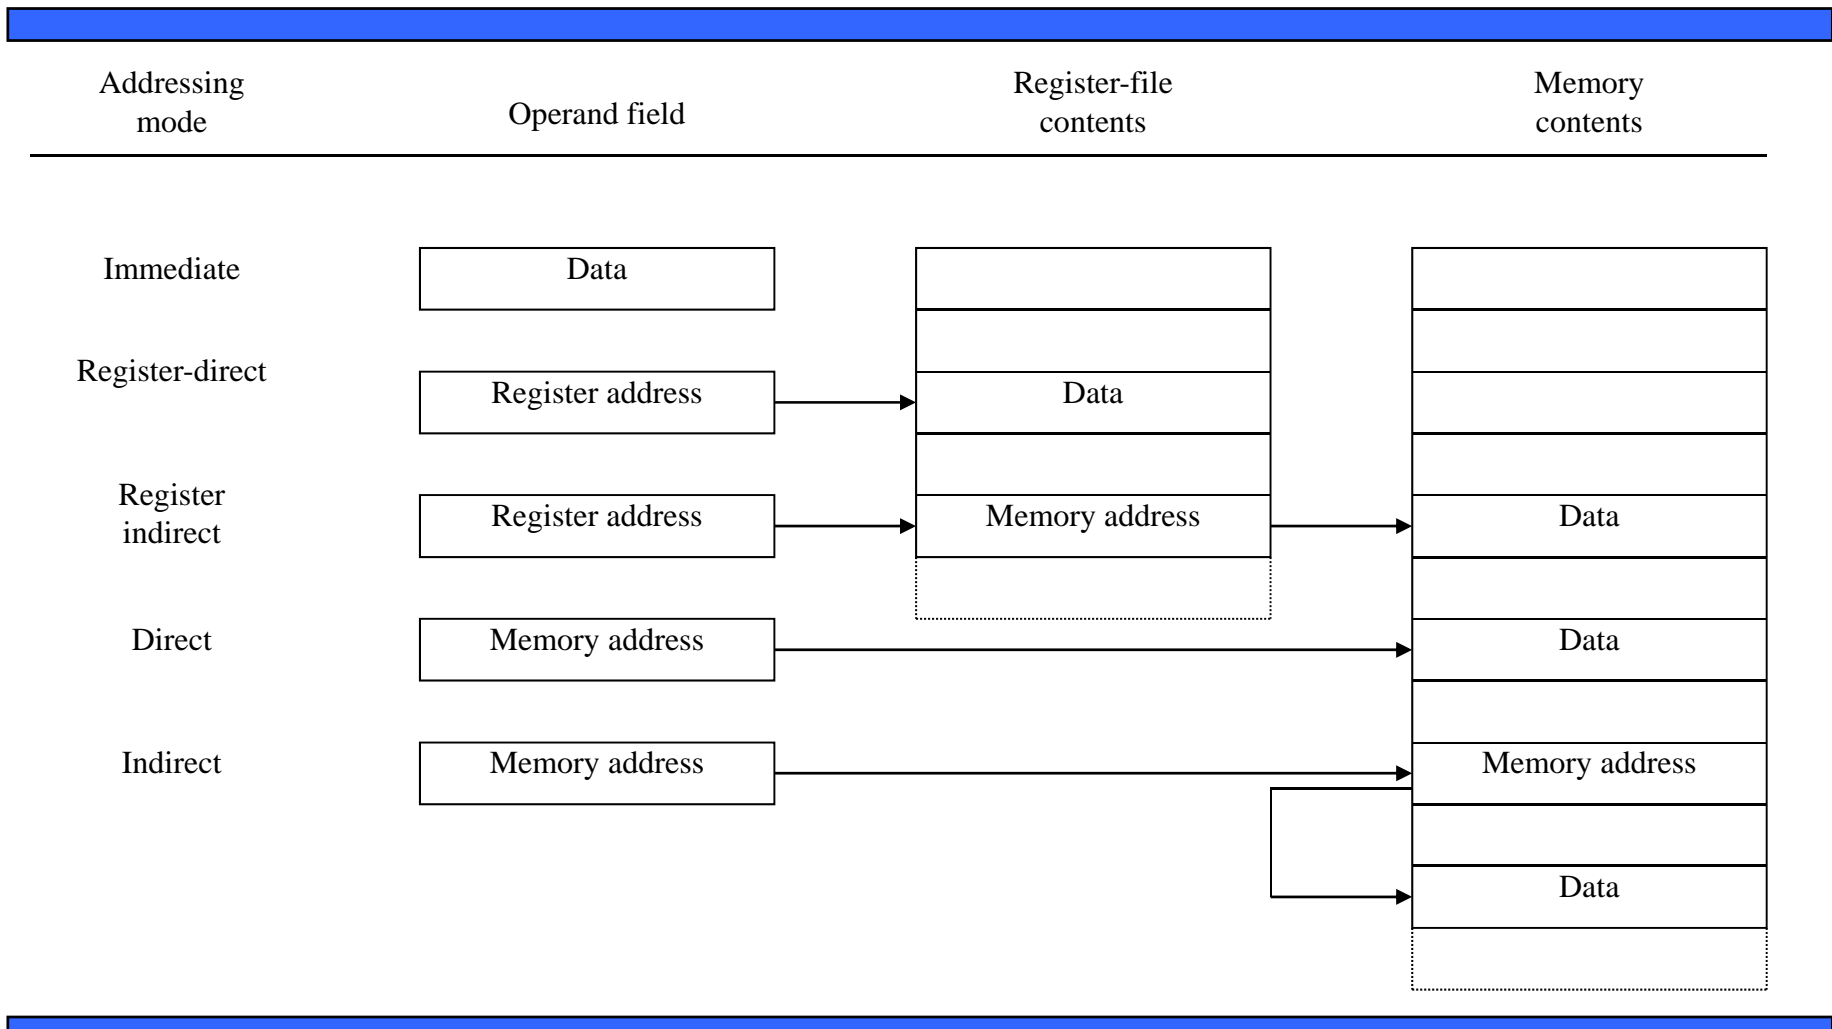 Addressing
mode
Operand field
Register-file
contents
Memory
contents
Immediate
Data
Register-direct
Register address
Data
Register
indirect
Register address
Memory address
Data
Direct
Memory address
Data
Indirect
Memory address
Memory address
Data